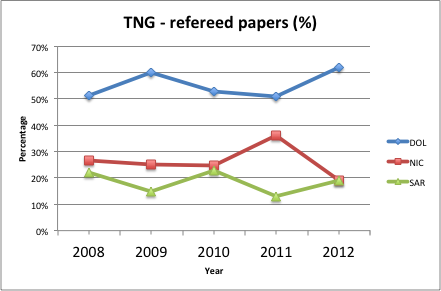 TNG - refereed papers (%)
70%
60%
50%
40%
30%
20%
10%
0%
Percentage
DOL
NIC
SAR
2008 2009 2010 2011 2012
Year